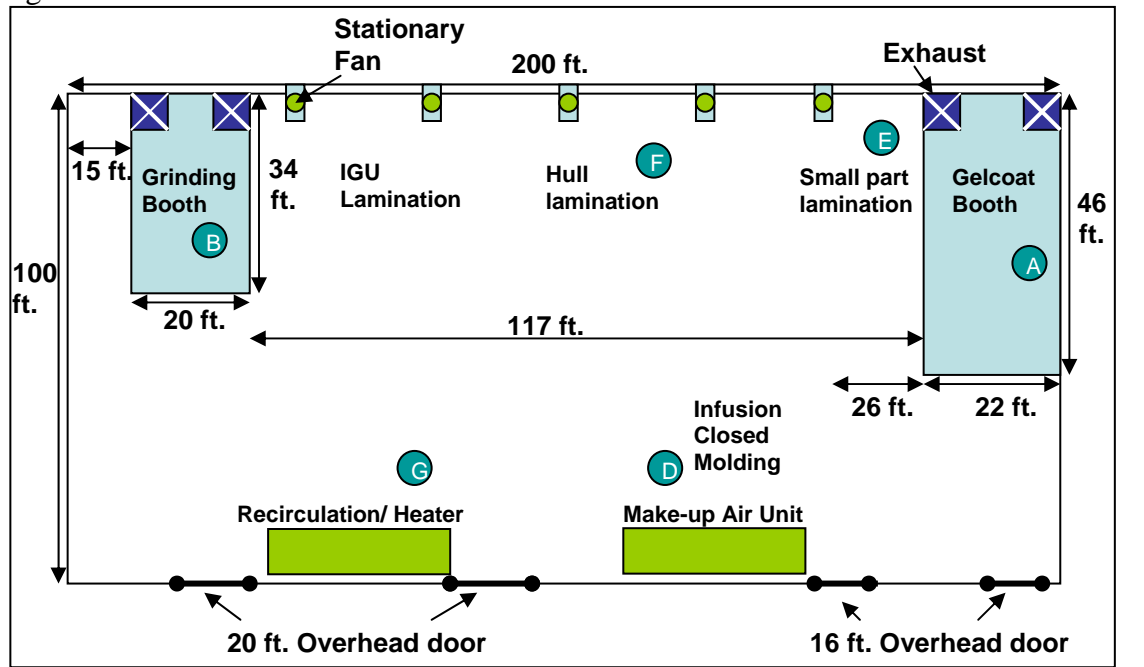 Stationary
Fan
200 ft.
Exhaust
15 ft.
Grinding
Booth
34
ft.
IGU
Lamination
Hull
lamination
F
E
Small part
lamination
Gelcoat
Booth
46
ft.
B
A
100
ft.
20 ft.
117 ft.
26 ft.
22 ft.
Infusion
Closed
Molding
G
D
Recirculation/ Heater
Make-up Air Unit
20 ft. Overhead door
16 ft. Overhead door